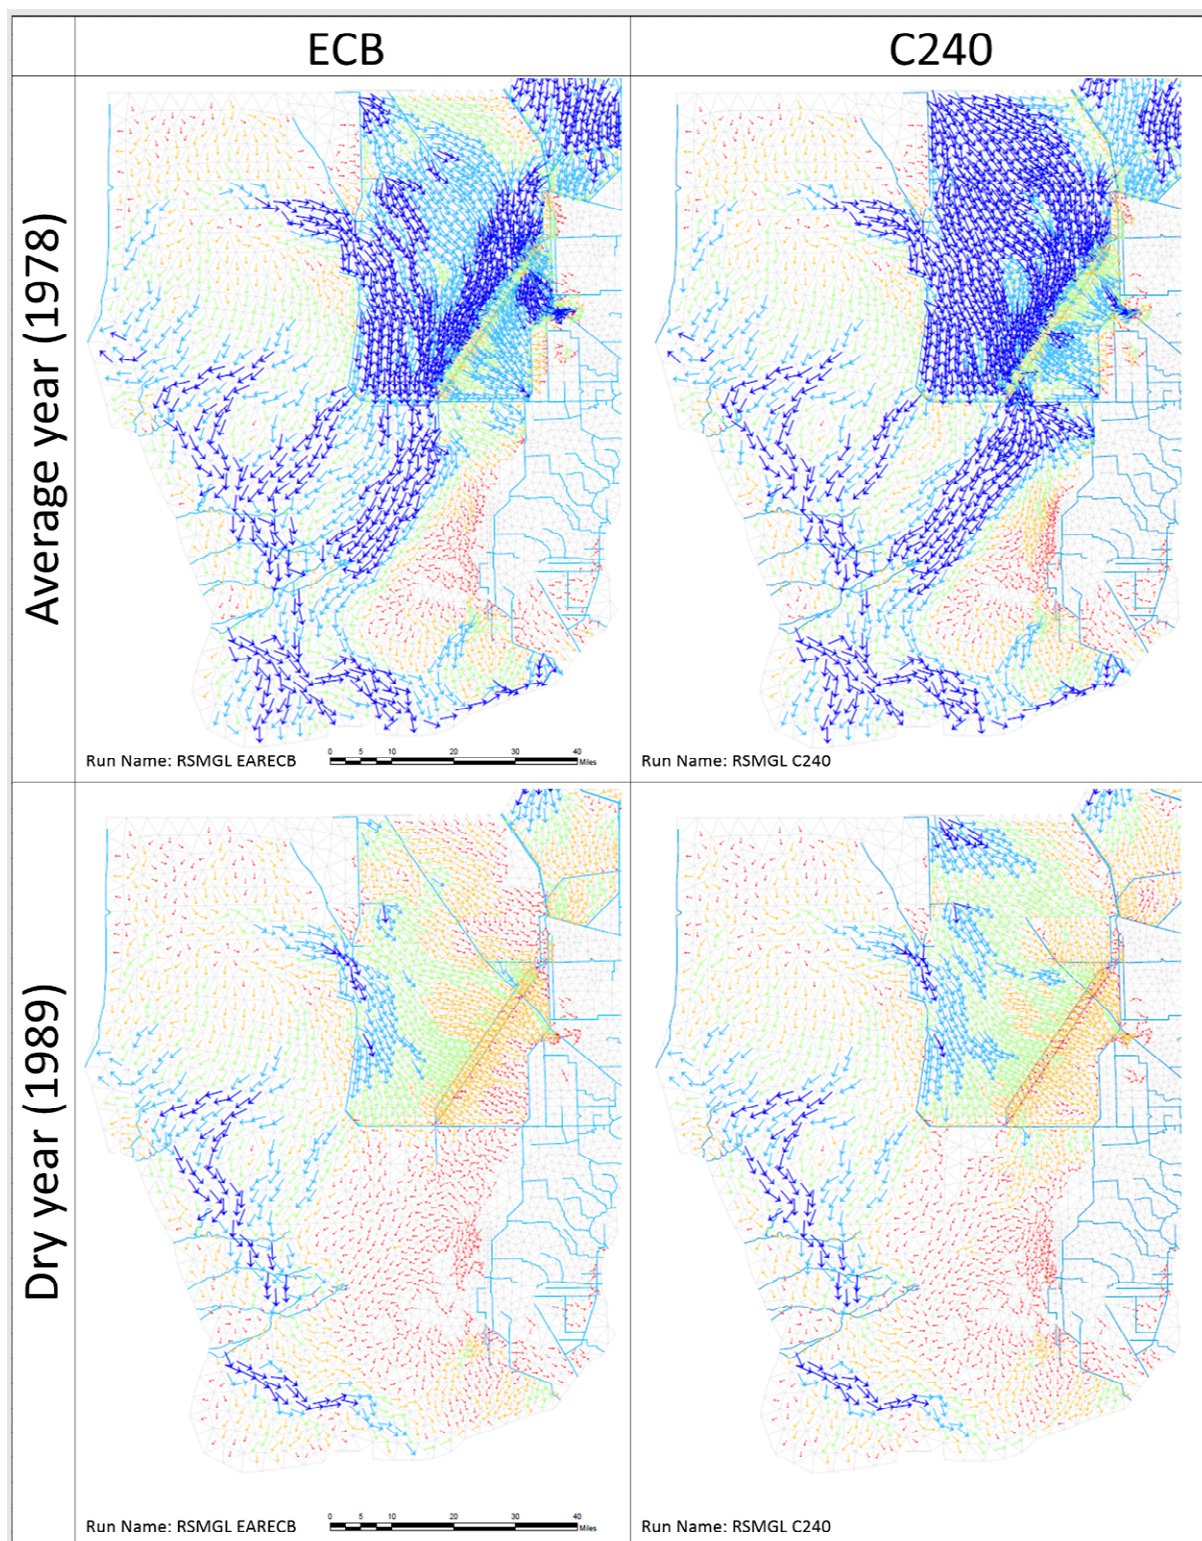 ECB
C240
Average year (1978)
Run Name: RSMGL EARECB
0 5 10 20 30 40
Miles
Run Name: RSMGL C240
Dry year (1989)
Run Name: RSMGL EARECB
0 5 10 20 30 40
Miles
Run Name: RSMGL C240